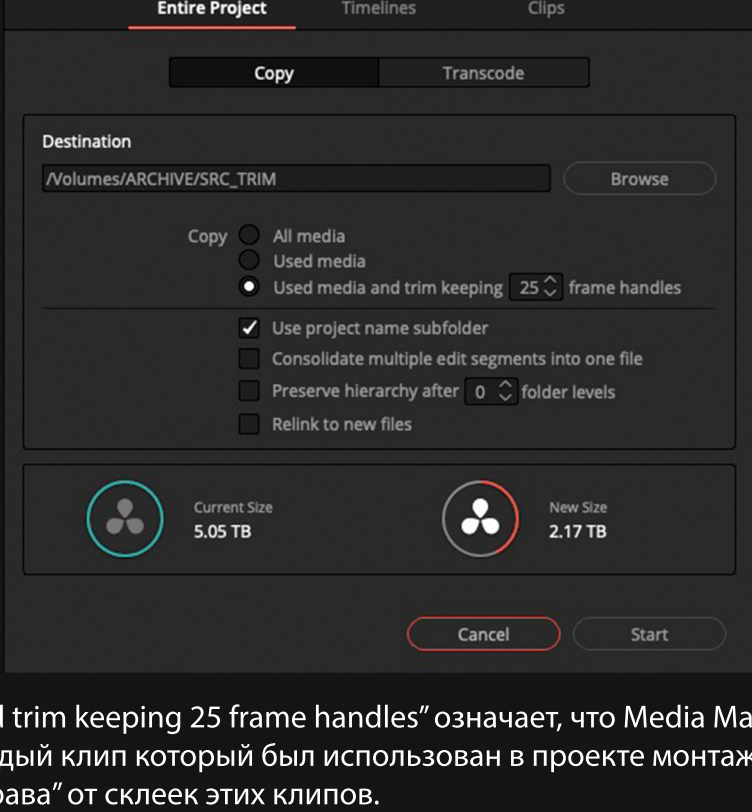 Entire Project Timelines Clips
Copy Transcode
Destination
/Volumes/ARCHIVE/SRC_TRIM Browse
Copy All media
Used media
Used media and trim keeping 25 frame handles
Use project name subfolder
Consolidate multiple edit segments into one file
Preserve hierarchy after 0 folder levels
Relink to new files
Current Size New Size
5.05 TB 2.17 TB
Cancel Start
trim keeping 25 frame handles” означает, что Media Ma
дый клип который был использован в проекте монтаж
рава” от склеек этих клипов.